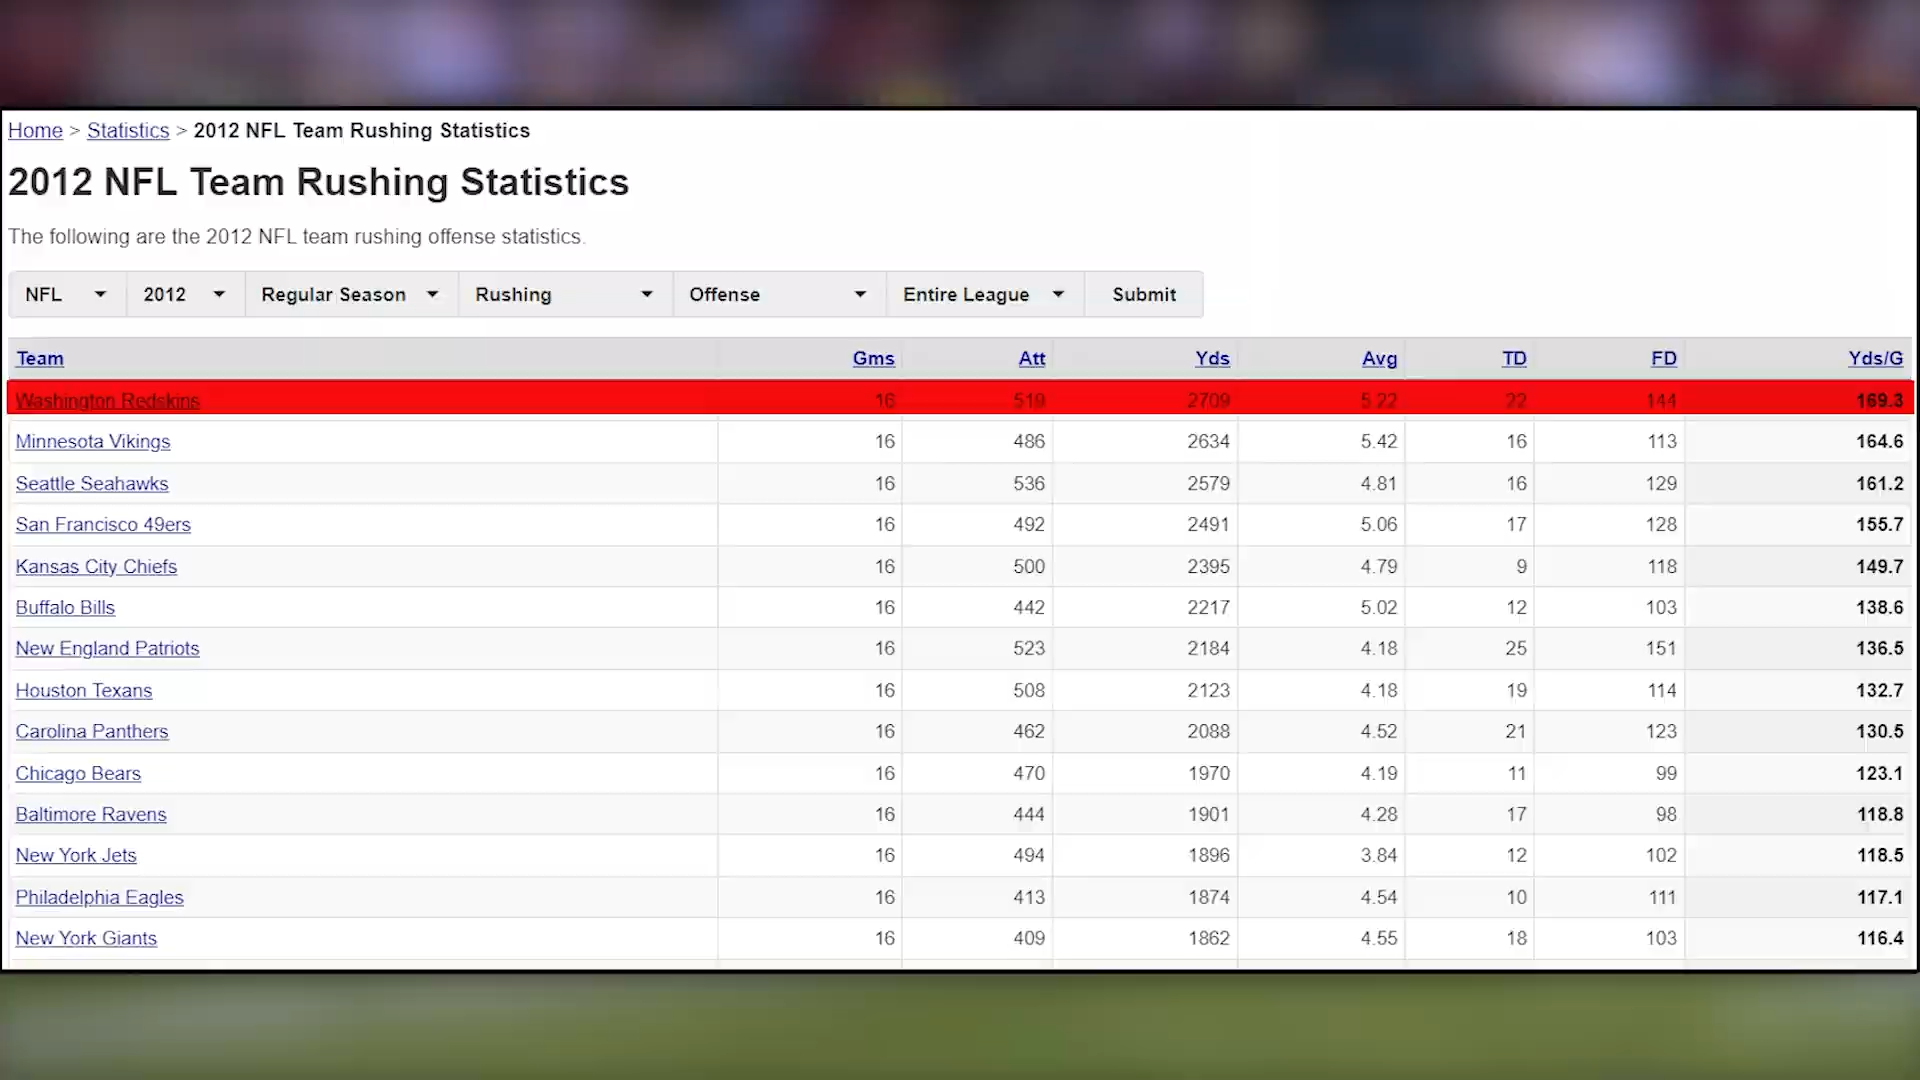 Home > Statistics > 2012 NFL Team Rushing Statistics
2012 NFL Team Rushing Statistics
The following are the 2012 NFL team rushing offense statistics.
NFL 2012 Regular Season Rushing Offense Entire League Submit
Team Gms Att Yds Avg TD FD Yds/G
Washington Redskins 16 519 2709 5.22 22 144 169.3
Minnesota Vikings 16 486 2634 5.42 16 113 164.6
Seattle Seahawks 16 536 2579 4.81 16 129 161.2
San Francisco 49ers 16 492 2491 5.06 17 128 155.7
Kansas City Chiefs 16 500 2395 4.79 9 118 149.7
Buffalo Bills 16 442 2217 5.02 12 103 138.6
New England Patriots 16 523 2184 4.18 25 151 136.5
Houston Texans 16 508 2123 4.18 19 114 132.7
Carolina Panthers 16 462 2088 4.52 21 123 130.5
Chicago Bears 16 470 1970 4.19 11 99 123.1
Baltimore Ravens 16 444 1901 4.28 17 98 118.8
New York Jets 16 494 1896 3.84 12 102 118.5
Philadelphia Eagles 16 413 1874 4.54 10 111 117.1
New York Giants 16 409 1862 4.55 18 103 116.4